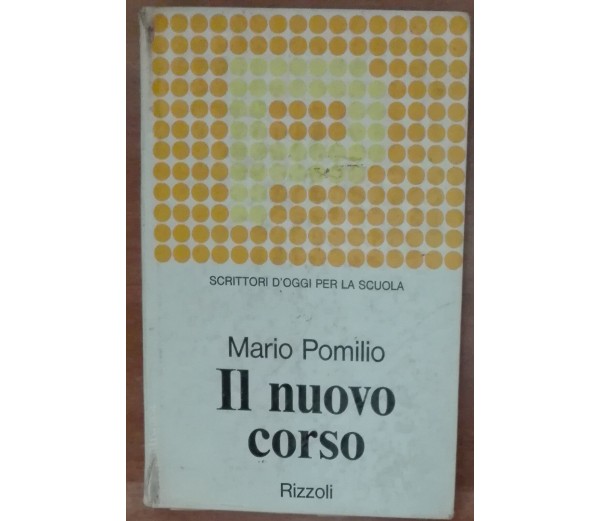 SCRITTORI D'OGGI PER LA SCUOLA
Mario Pomilio
Il nuovo
corso
Rizzoli